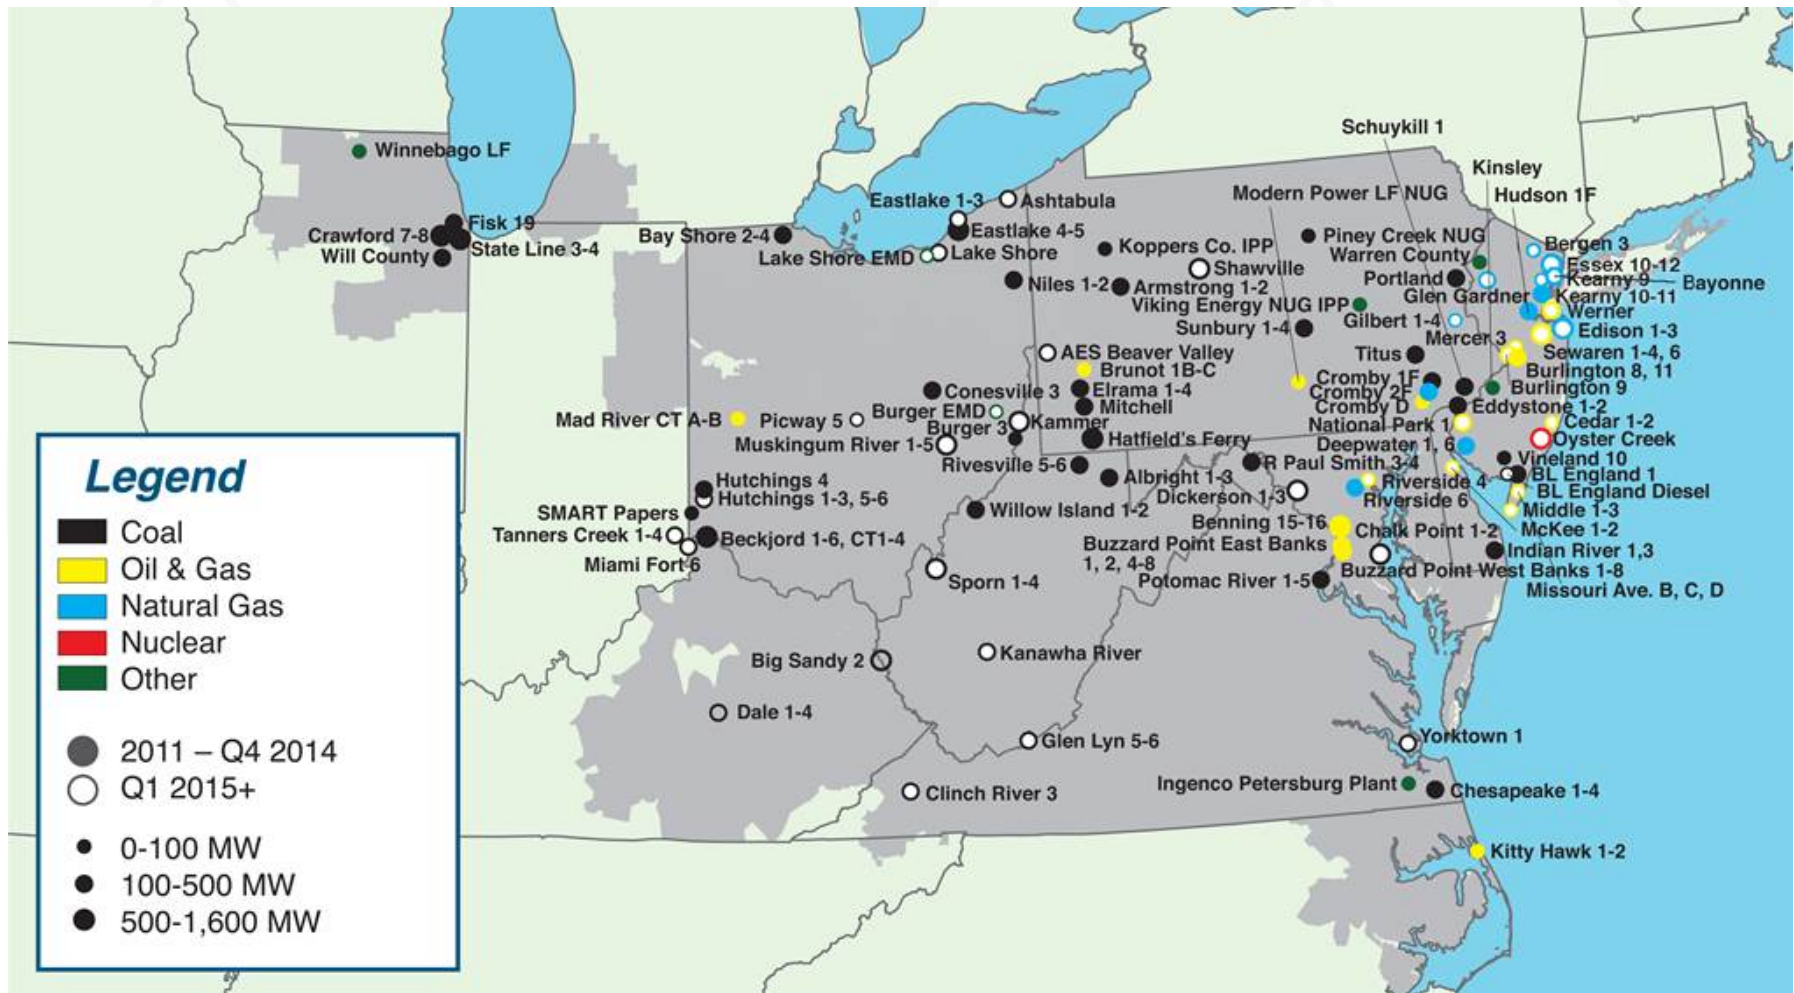 Schuykill 1
Kinsley
Winnebago LF
Modern Power LF NUG
Hudson 1F
Eastlake 1-3
Ashtabula
Fisk 19
Crawford 7-8
State Line 3-4
Will County
Bay Shore 2-4
Eastlake 4-5
Koppers Co. IPP
Piney Creek NUG
Bergen 3
Lake Shore EMD
Lake Shore
Shawville
Warren County
Essex 10-12
Portland
Kearny 9
Bayonne
Niles 1-2
Armstrong 1-2
Glen Gardner
Kearny 10-11
Viking Energy NUG IPP
Werner
Gilbert 1-4
Sunbury 1-4
Edison 1-3
Mercer 3
AES Beaver Valley
Titus
Sewaren 1-4, 6
Brunot 1B-C
Burlington 8, 11
Cromby 1F
Conesville 3
Elrama 1-4
Cromby 2F
Burlington 9
Mitchell
Cromby D
Eddystone 1-2
Mad River CT A-B
Picway 5
Burger EMD
Kammer
National Park 1
Cedar 1-2
Burger 3
Muskingum River 1-5
Hatfield's Ferry
Deepwater 1, 6
Oyster Creek
Rivesville 5-6
R Paul Smith 3-4
Vineland 10
Albright 1-3
Riverside 4
BL England 1
Hutchings 4
Dickerson 1-3
Riverside 6
BL England Diesel
Hutchings 1-3, 5-6
SMART Papers
Willow Island 1-2
Middle 1-3
Benning 15-16
Chalk Point 1-2
McKee 1-2
Tanners Creek 1-4
Beckjord 1-6, CT1-4
Buzzard Point East Banks
1, 2, 4-8
Indian River 1,3
Miami Fort 6
Sporn 1-4
Buzzard Point West Banks 1-8
Potomac River 1-5
Missouri Ave. B, C, D
Big Sandy 2
Kanawha River
Dale 1-4
Glen Lyn 5-6
Yorktown 1
Clinch River 3
Ingenco Petersburg Plant
Chesapeake 1-4
Kitty Hawk 1-2
Legend
Coal
Oil & Gas
Natural Gas
Nuclear
Other
2011 – Q4 2014
Q1 2015+
0-100 MW
100-500 MW
500-1,600 MW